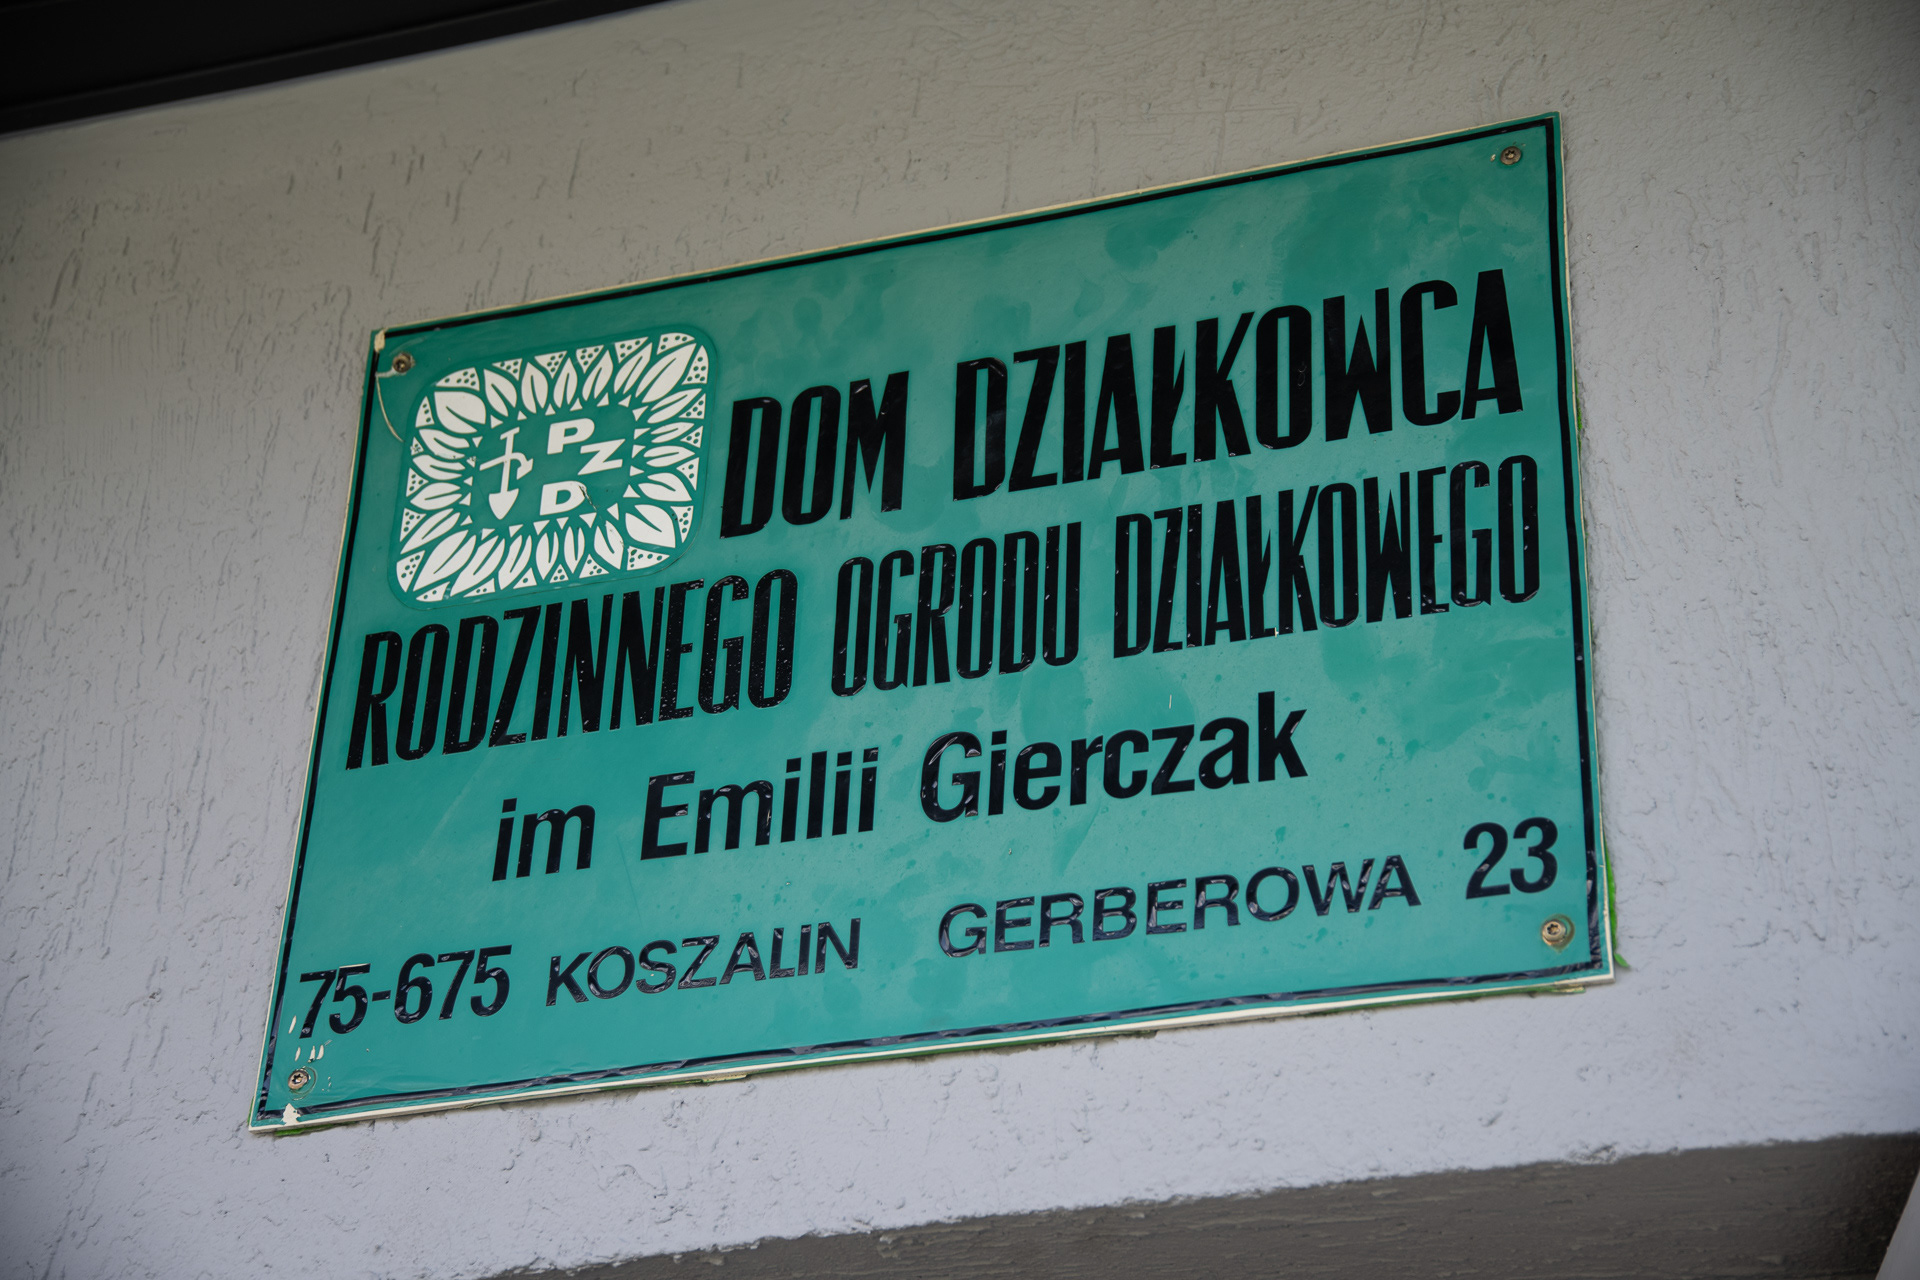 PZD
DOM DZIAŁKOWCA
RODZINNEGO OGRODU DZIAŁKOWEGO
im Emilii Gierczak
75-675 KOSZALIN GERBEROWA 23